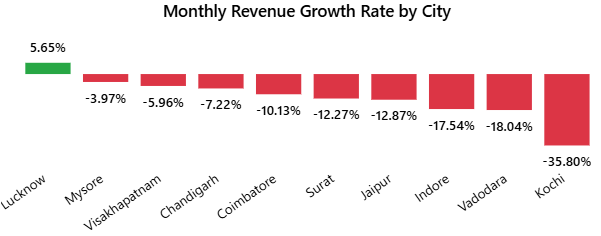 Monthly Revenue Growth Rate by City
5.65%
-3.97%
-5.96%
-7.22%
-10.13%
-12.27%
-12.87%
-17.54%
-18.04%
-35.80%
Lucknow
Mysore
Visakhapatnam
Chandigarh
Coimbatore
Surat
Jaipur
Indore
Vadodara
Kochi